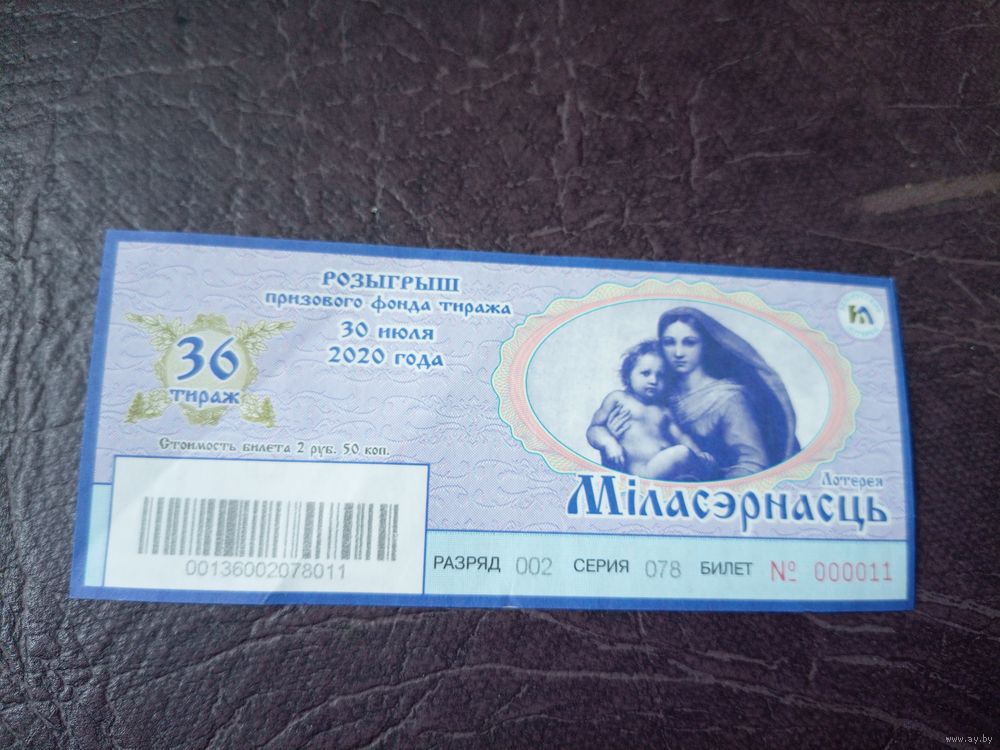 РОЗЫГРЫШ
призового фонда тиража
30 июля
2020 года
36
тираж
Стоимость билета 2 руб. 50 коп.
Лотерея
Міласэрнасць
00136002078011
РАЗРЯД 002 СЕРИЯ 078 БИЛЕТ № 000011
www.ay.by